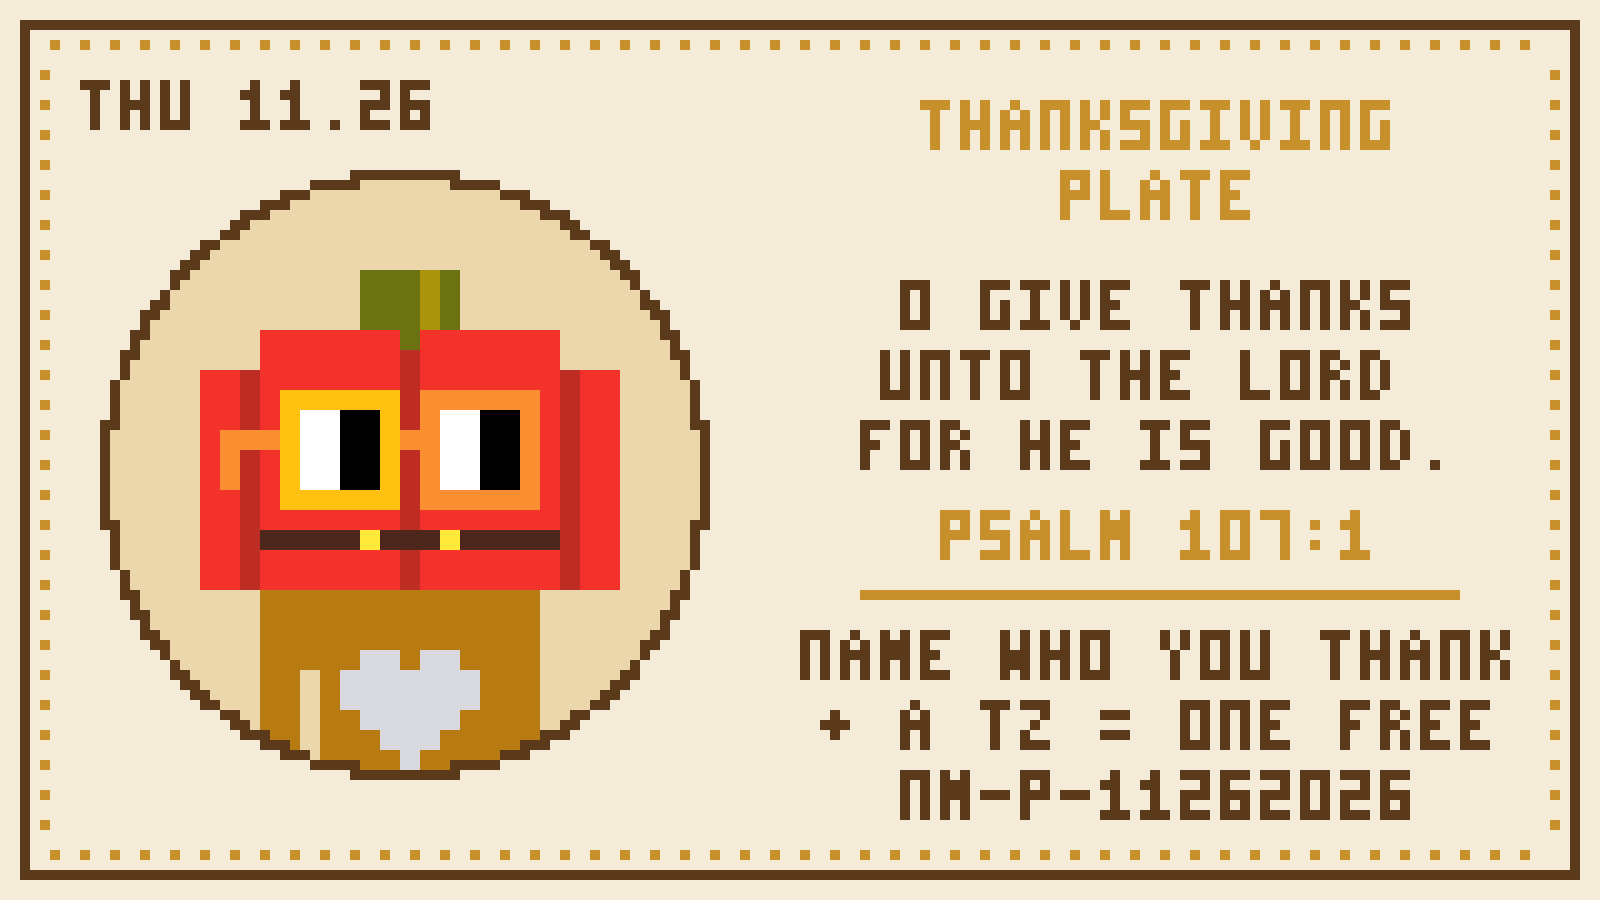 THU 11.26
THANKSGIVING
PLATE
O GIVE THANKS
UNTO THE LORD
FOR HE IS GOOD.
PSALM 107:1
NAME WHO YOU THANK
+ A TZ = ONE FREE
NM-P-11262026